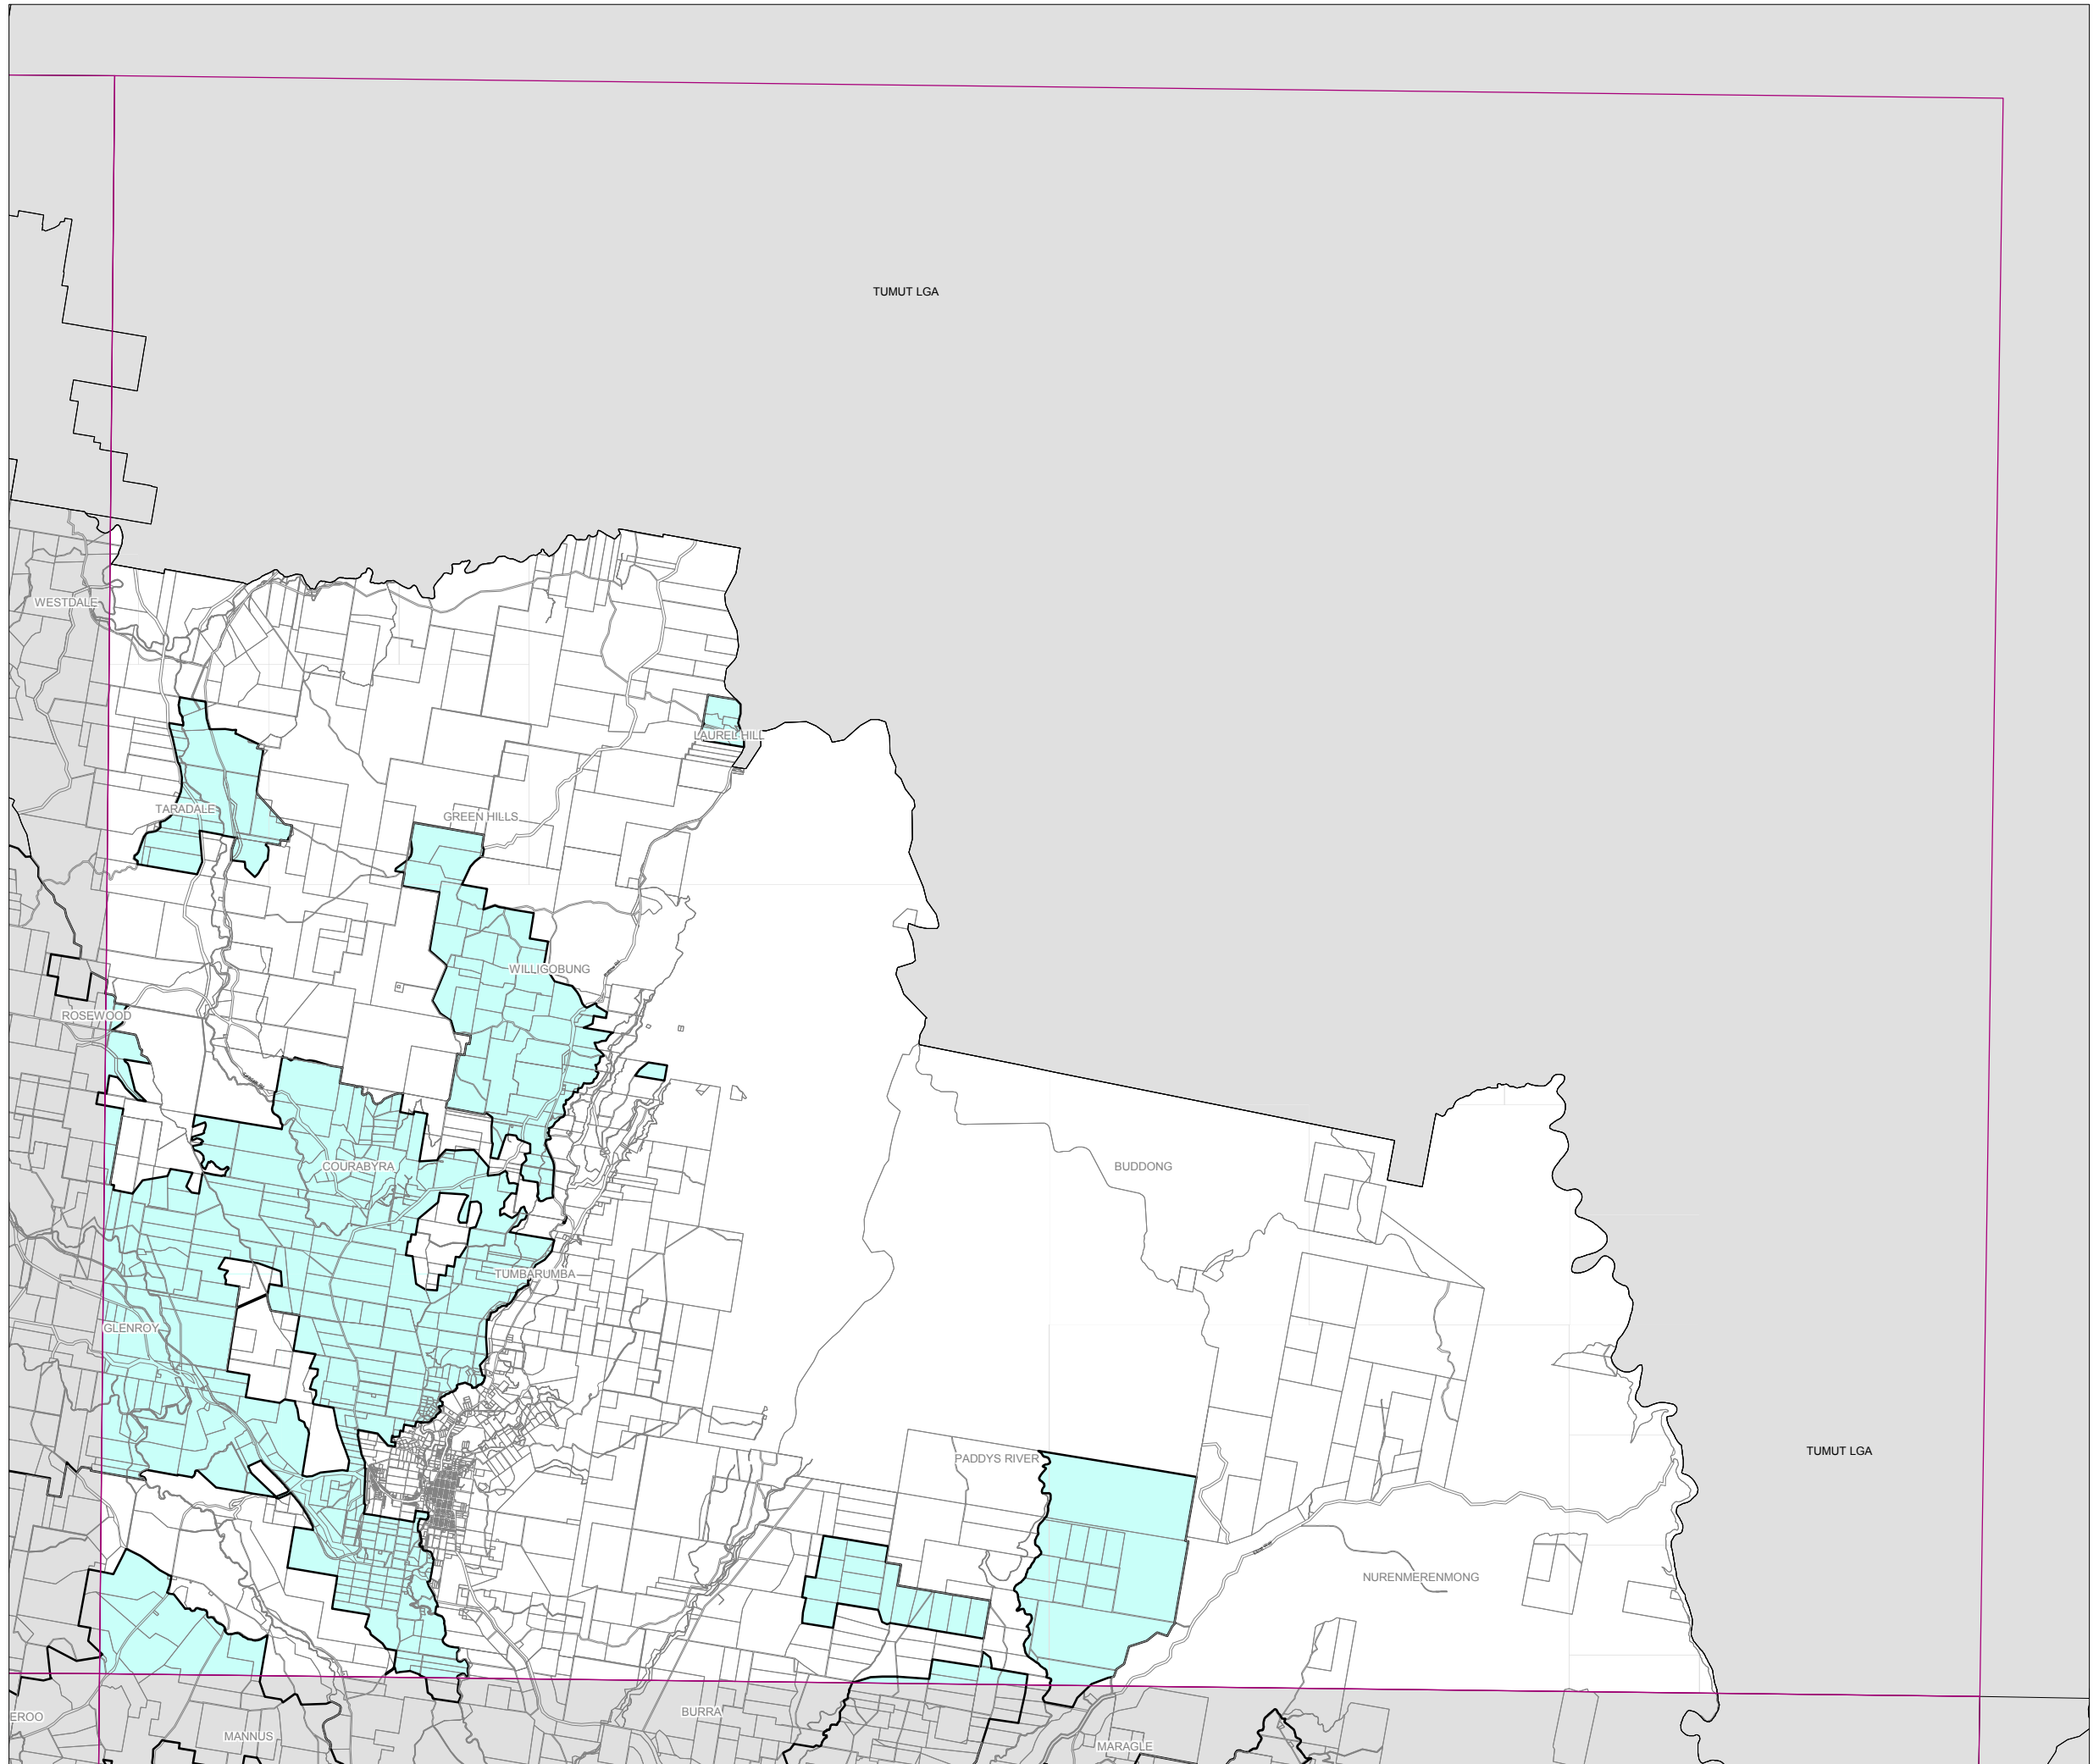 TUMUT LGA
WESTDALE
LAUREL HILL
TARADALE
GREEN HILLS
WILLIGOBUNG
ROSEWOOD
COURABYRA
BUDDONG
TUMBARUMBA
GLENROY
TUMUT LGA
PADDYS RIVER
NURENMERENMONG
BURRA
EROO
MANNUS
MARAGLE